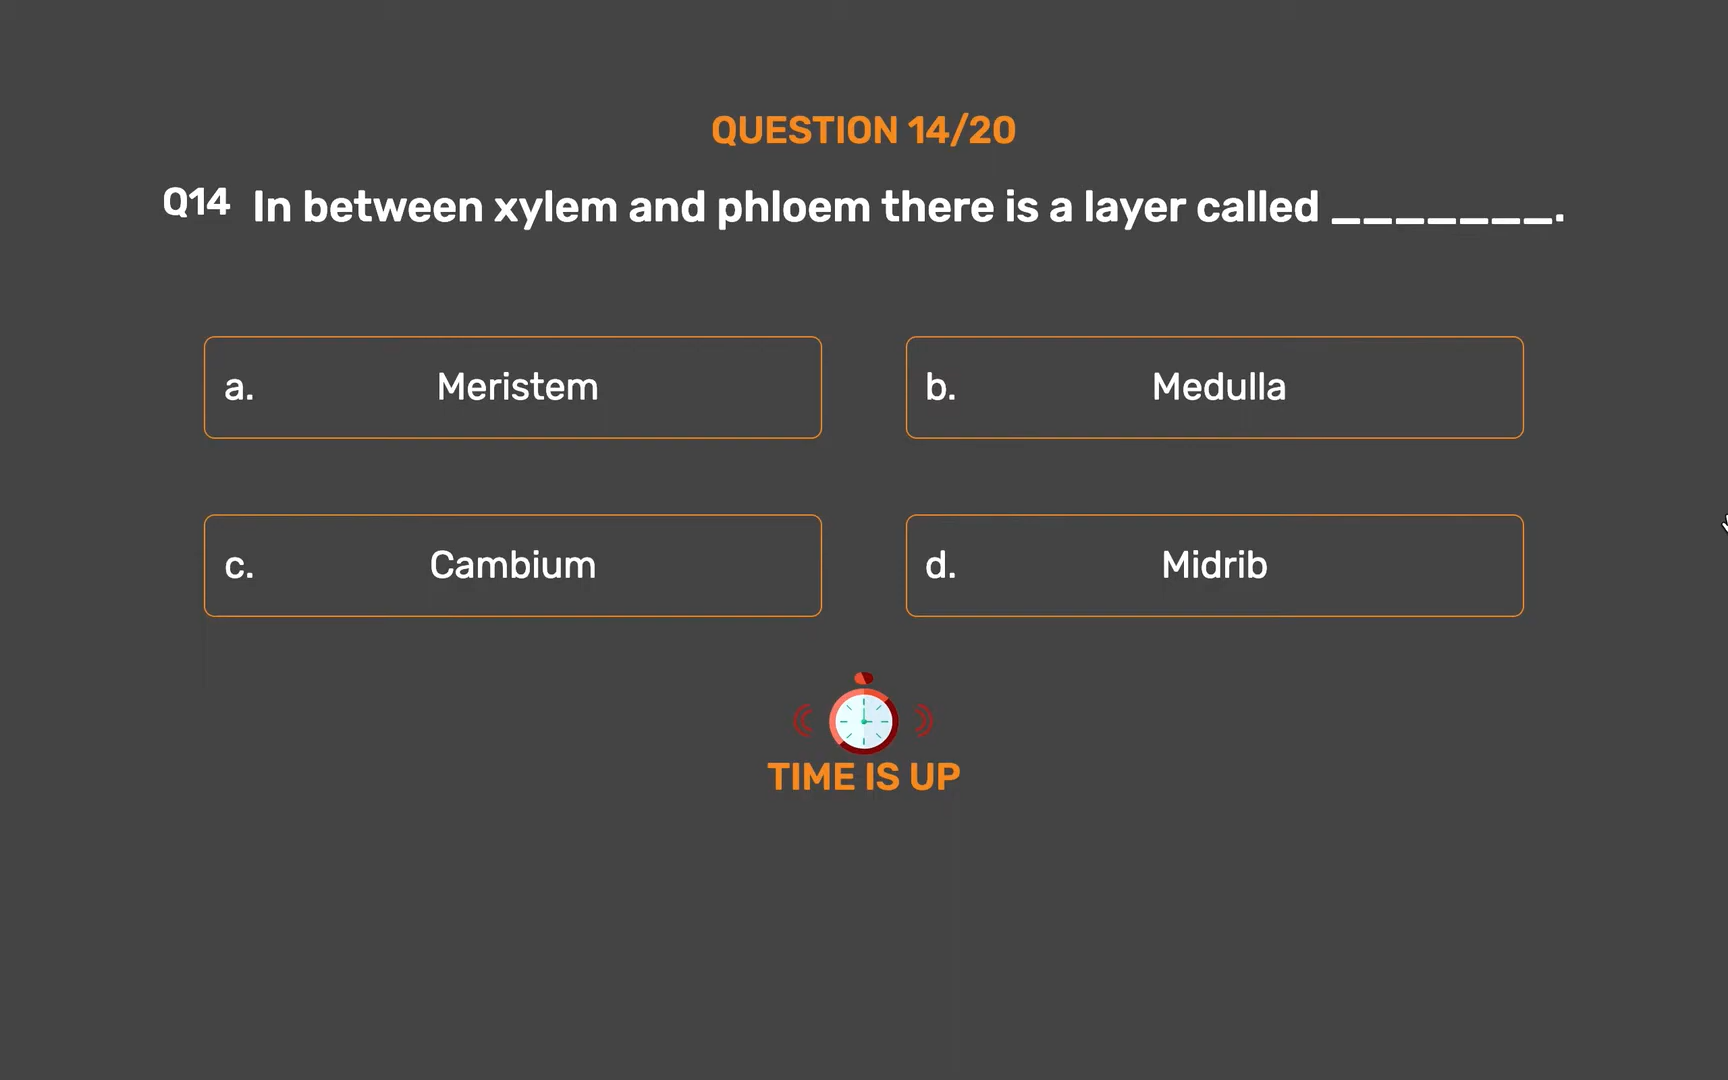 QUESTION 14/20
Q14 In between xylem and phloem there is a layer called _______.
a. Meristem
b. Medulla
c. Cambium
d. Midrib
TIME IS UP